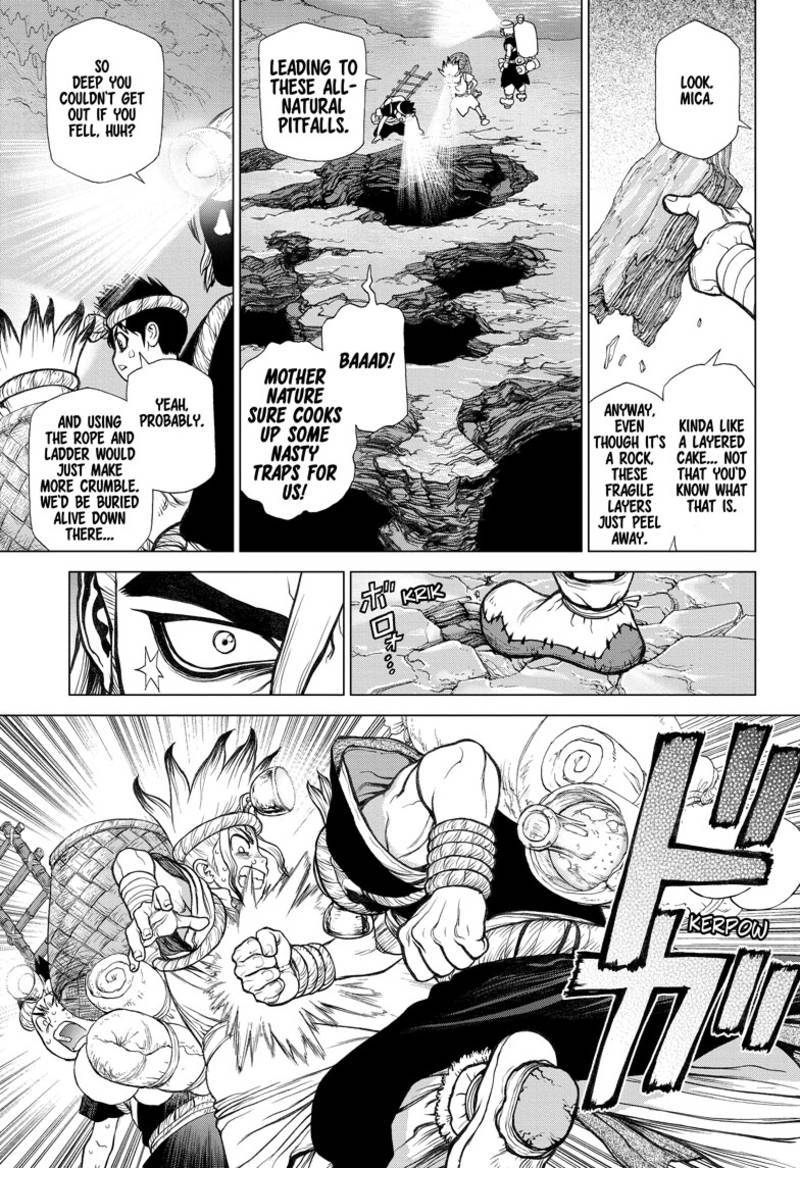 LOOK,
MICA.
KINDA LIKE
A LAYERED
CAKE... NOT
THAT YOU'D
KNOW WHAT
THAT IS.
ANYWAY,
EVEN
THOUGH IT'S
A ROCK,
THESE
FRAGILE
LAYERS
JUST PEEL
AWAY.
LEADING TO
THESE ALL-
NATURAL
PITFALLS.
BAAAD!
MOTHER
NATURE
SURE COOKS
UP SOME
NASTY
TRAPS FOR
US!
SO
DEEP YOU
COULDN'T GET
OUT IF YOU
FELL, HUH?
YEAH,
PROBABLY.
AND USING
THE ROPE AND
LADDER WOULD
JUST MAKE
MORE CRUMBLE.
WE'D BE BURIED
ALIVE DOWN
THERE...
ボロォ…
KRIK
ドガッ
KERPOW